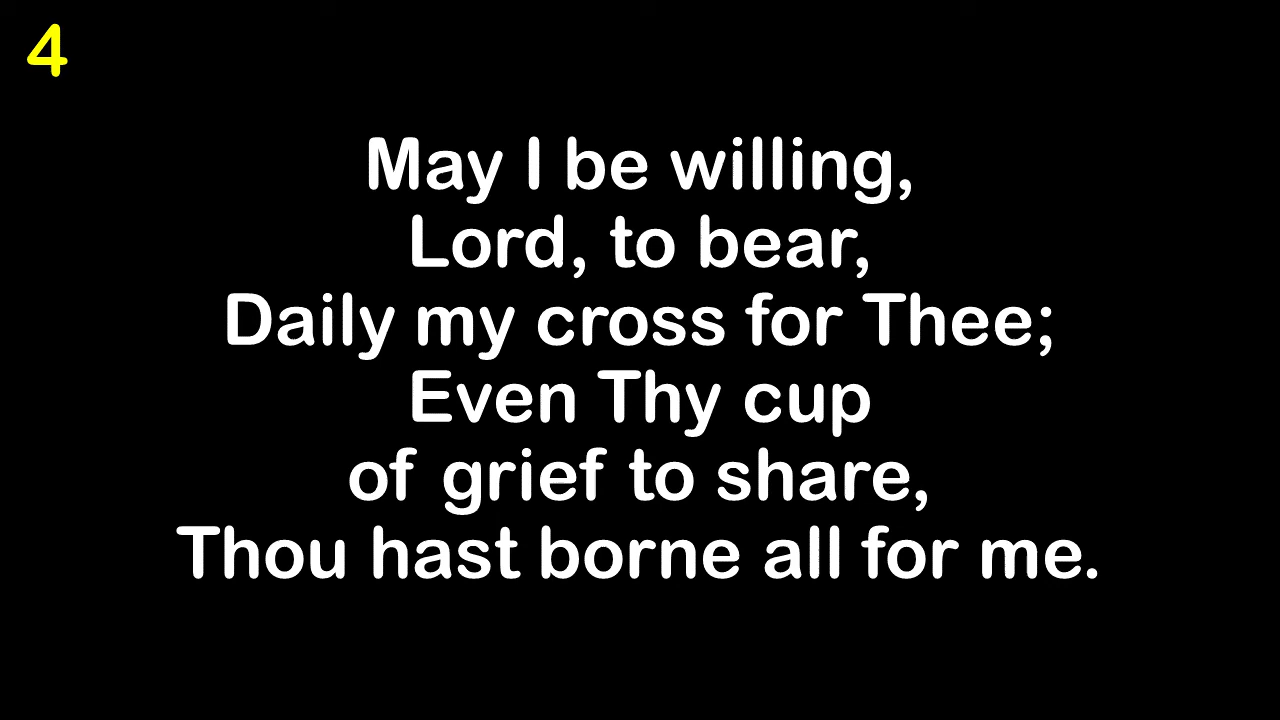 4
May I be willing,
Lord, to bear,
Daily my cross for Thee;
Even Thy cup
of grief to share,
Thou hast borne all for me.